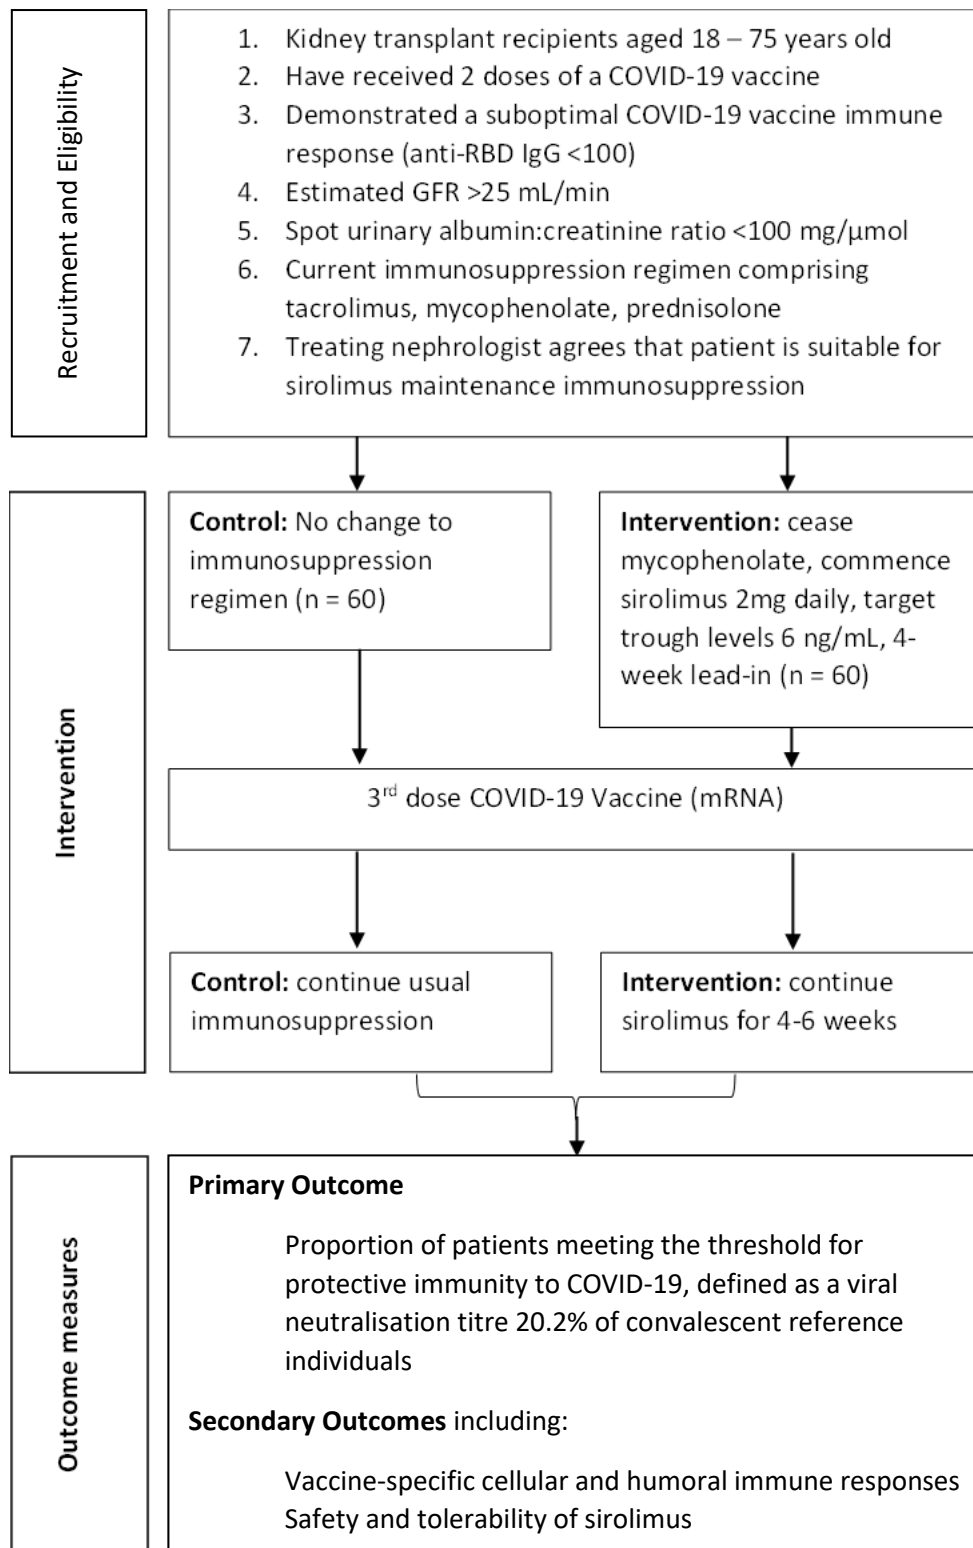 Recruitment and Eligibility
1. Kidney transplant recipients aged 18 – 75 years old
2. Have received 2 doses of a COVID-19 vaccine
3. Demonstrated a suboptimal COVID-19 vaccine immune
response (anti-RBD IgG <100)
4. Estimated GFR >25 mL/min
5. Spot urinary albumin:creatinine ratio <100 mg/µmol
6. Current immunosuppression regimen comprising
tacrolimus, mycophenolate, prednisolone
7. Treating nephrologist agrees that patient is suitable for
sirolimus maintenance immunosuppression
Intervention
Control: No change to
immunosuppression
regimen (n = 60)
Intervention: cease
mycophenolate, commence
sirolimus 2mg daily, target
trough levels 6 ng/mL, 4-
week lead-in (n = 60)
3rd dose COVID-19 Vaccine (mRNA)
Control: continue usual
immunosuppression
Intervention: continue
sirolimus for 4-6 weeks
Outcome measures
Primary Outcome
Proportion of patients meeting the threshold for
protective immunity to COVID-19, defined as a viral
neutralisation titre 20.2% of convalescent reference
individuals
Secondary Outcomes including:
Vaccine-specific cellular and humoral immune responses
Safety and tolerability of sirolimus